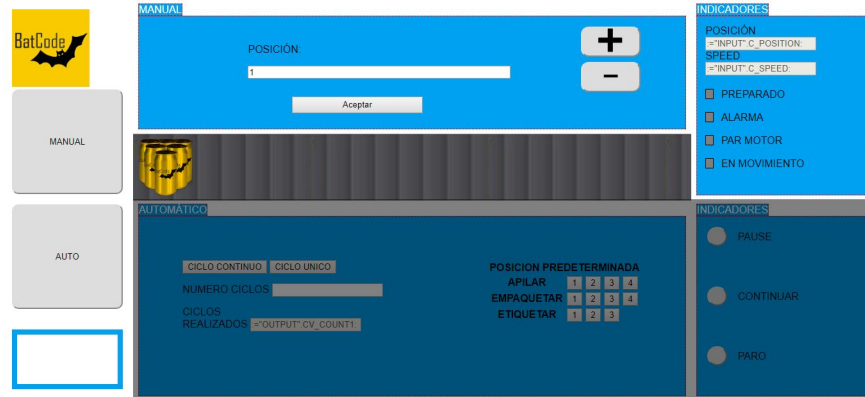 BatCode
MANUAL
AUTO
MANUAL
POSICIÓN:
1
Aceptar
+
-
INDICADORES
POSICIÓN
:="INPUT".C_POSITION:
SPEED
:="INPUT".C_SPEED:
PREPARADO
ALARMA
PAR MOTOR
EN MOVIMIENTO
AUTOMÁTICO
CICLO CONTINUO CICLO UNICO
NUMERO CICLOS
CICLOS
REALIZADOS :="OUTPUT".CV_COUNT1:
POSICION PREDETERMINADA
APILAR 1 2 3 4
EMPAQUETAR 1 2 3 4
ETIQUETAR 1 2 3
INDICADORES
PAUSE
CONTINUAR
PARO